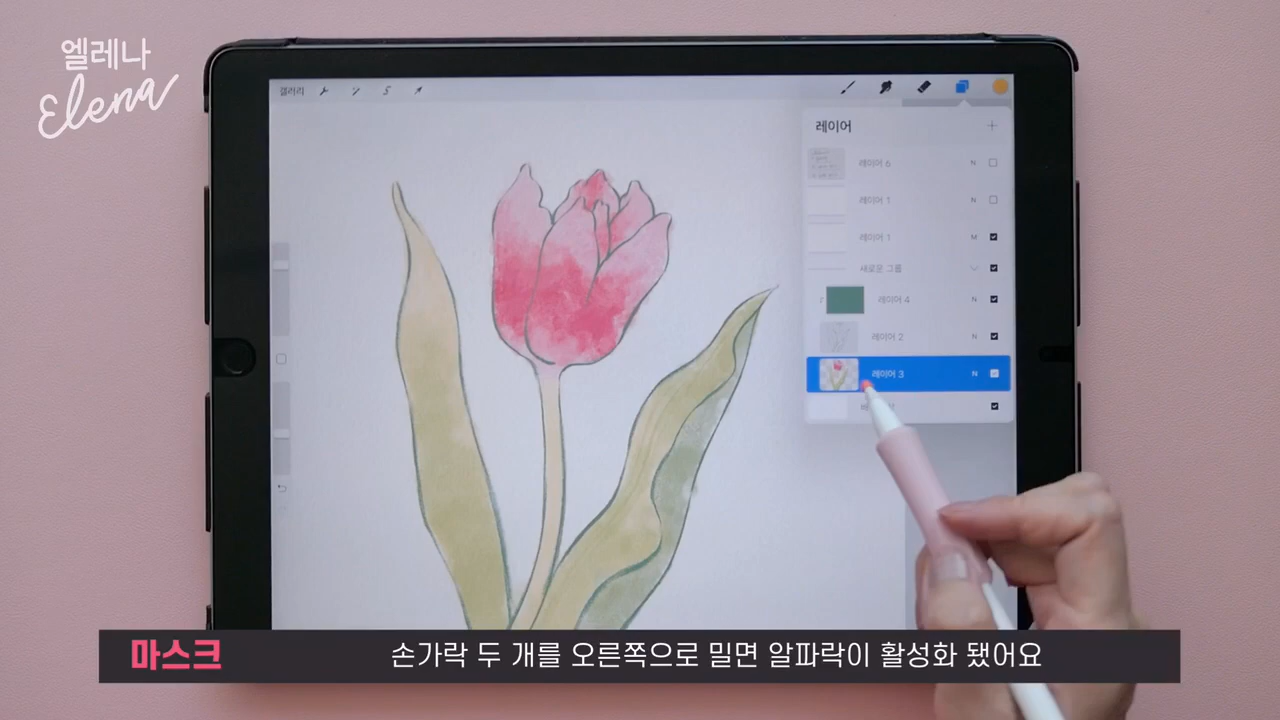 엘레나
Elena
갤러리
레이어
레이어 6 N
레이어 1 N
레이어 1 M
새로운 그룹
레이어 4 N
레이어 2 N
레이어 3 N
마스크 손가락 두 개를 오른쪽으로 밀면 알파락이 활성화 됐어요